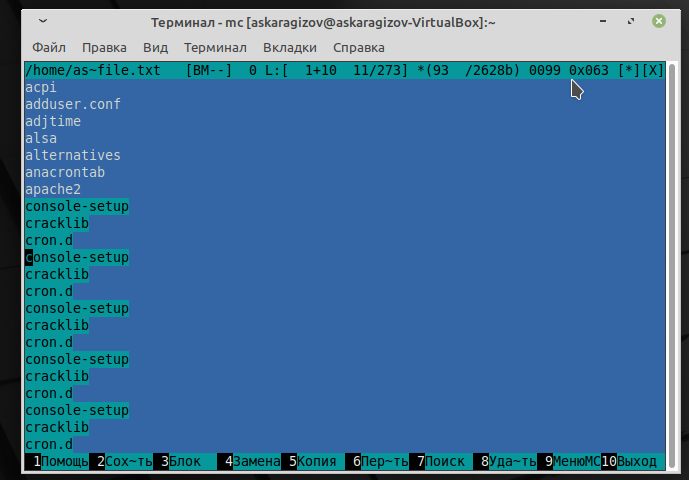 Терминал - mc [askaragizov@askaragizov-VirtualBox]:~
Файл Правка Вид Терминал Вкладки Справка
/home/as~file.txt [BM--] 0 L:[ 1+10 11/273] *(93 /2628b) 0099 0x063 [*][X]
acpi
adduser.conf
adjtime
alsa
alternatives
anacrontab
apache2
console-setup
cracklib
cron.d
console-setup
cracklib
cron.d
console-setup
cracklib
cron.d
console-setup
cracklib
cron.d
console-setup
cracklib
cron.d
1Помощь 2Сох~ть 3Блок 4Замена 5Копия 6Пер~ть 7Поиск 8Уда~ть 9МенюMC 10Выход